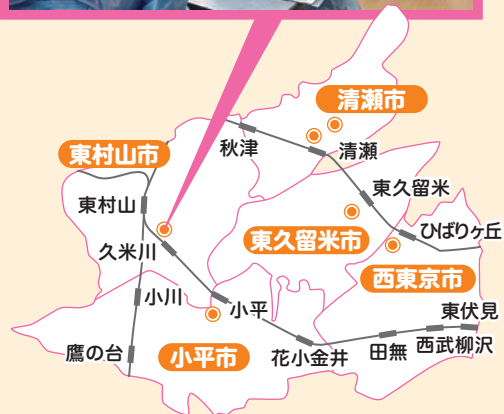 清瀬市
秋津
清瀬
東村山市
東村山
東久留米
久米川
東久留米市
ひばりヶ丘
西東京市
小川
小平
東伏見
鷹の台
小平市
花小金井
田無
西武柳沢